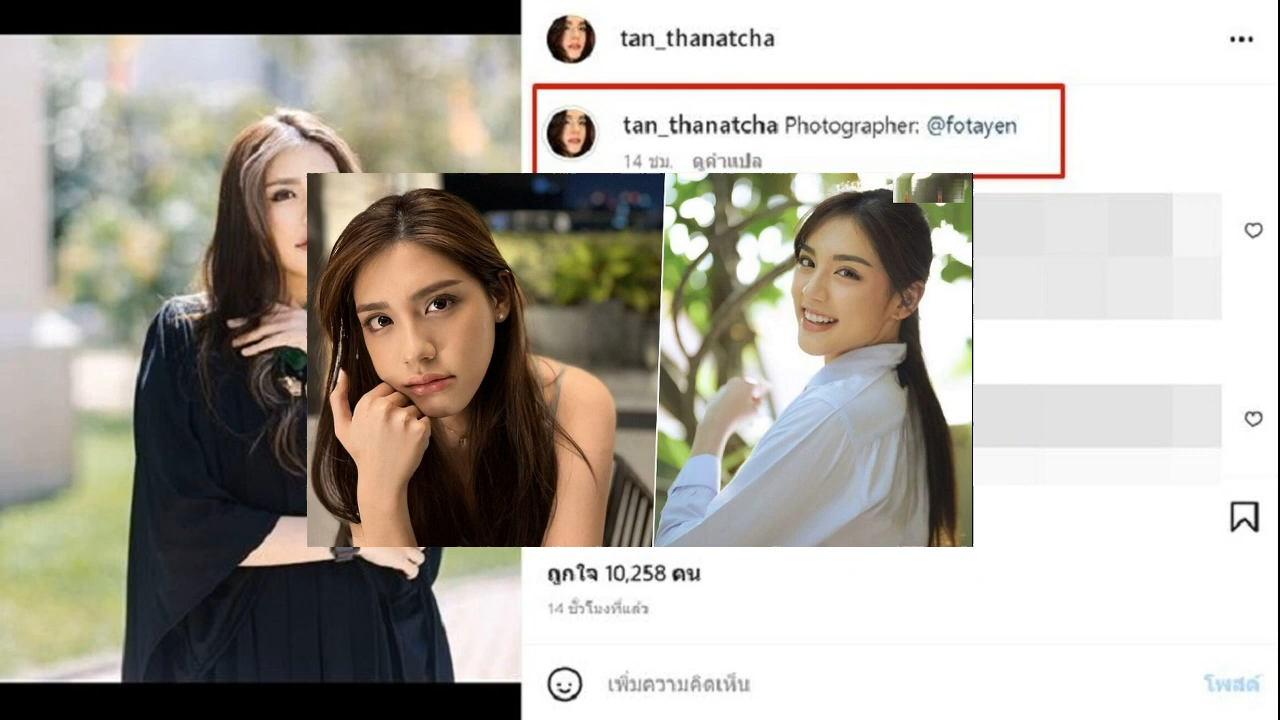 tan_thanatcha
tan_thanatcha Photographer: @fotayen
14 ชม. ดูคำแปล
ถูกใจ 10,258 คน
14 ชั่วโมงที่แล้ว
เพิ่มความคิดเห็น
โพสต์